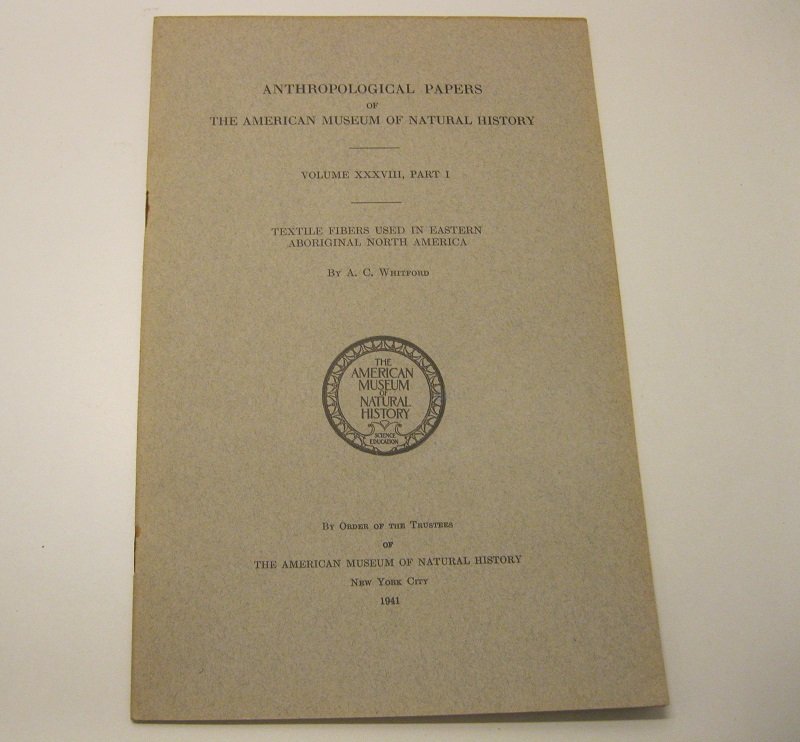 ANTHROPOLOGICAL PAPERS
OF
THE AMERICAN MUSEUM OF NATURAL HISTORY
VOLUME XXXVIII, PART I
TEXTILE FIBERS USED IN EASTERN
ABORIGINAL NORTH AMERICA
By A. C. Whitford
THE
AMERICAN
MUSEUM
OF
NATURAL
HISTORY
SCIENCE
EDUCATION
By Order of the Trustees
OF
THE AMERICAN MUSEUM OF NATURAL HISTORY
New York City
1941